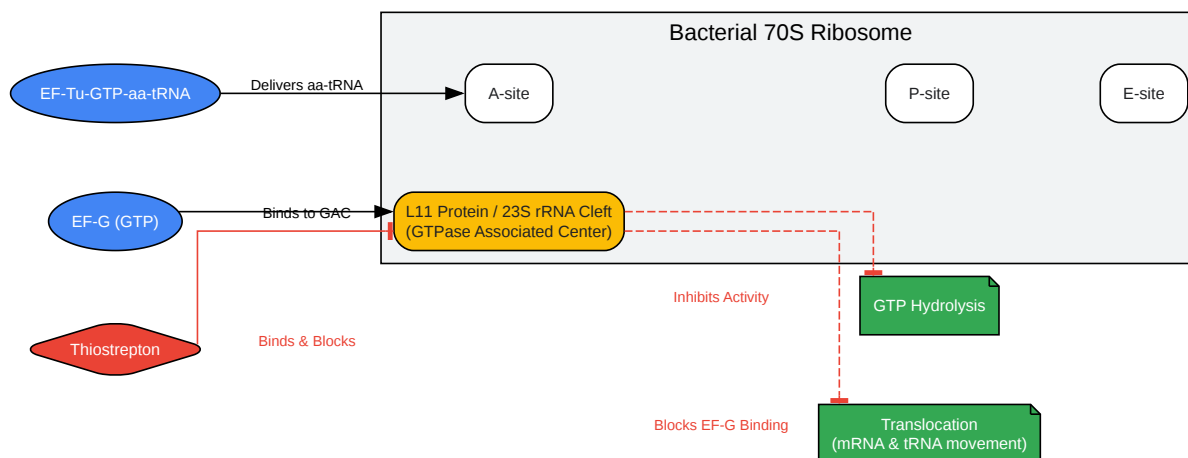 Bacterial 70S Ribosome
EF-Tu-GTP-aa-tRNA
Delivers aa-tRNA
A-site
P-site
E-site
EF-G (GTP)
Binds to GAC
L11 Protein / 23S rRNA Cleft
(GTPase Associated Center)
Inhibits Activity
GTP Hydrolysis
Thiostrepton
Binds & Blocks
Blocks EF-G Binding
Translocation
(mRNA & tRNA movement)